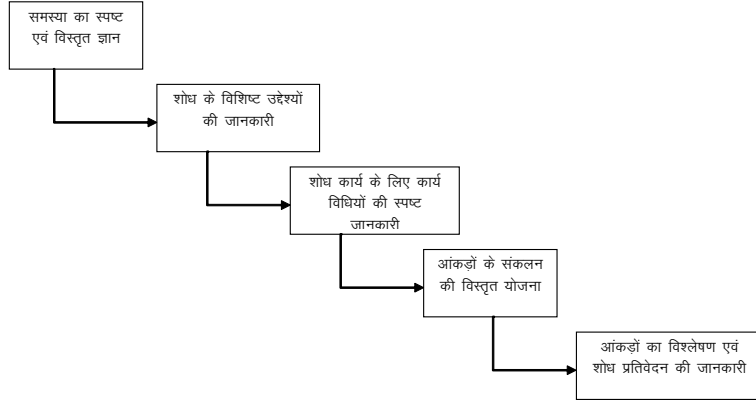 समस्या का स्पष्ट
एवं विस्तृत ज्ञान
शोध के विशिष्ट उद्देश्यों
की जानकारी
शोध कार्य के लिए कार्य
विधियों की स्पष्ट
जानकारी
आंकड़ों के संकलन
की विस्तृत योजना
आंकड़ों का विश्लेषण एवं
शोध प्रतिवेदन की जानकारी